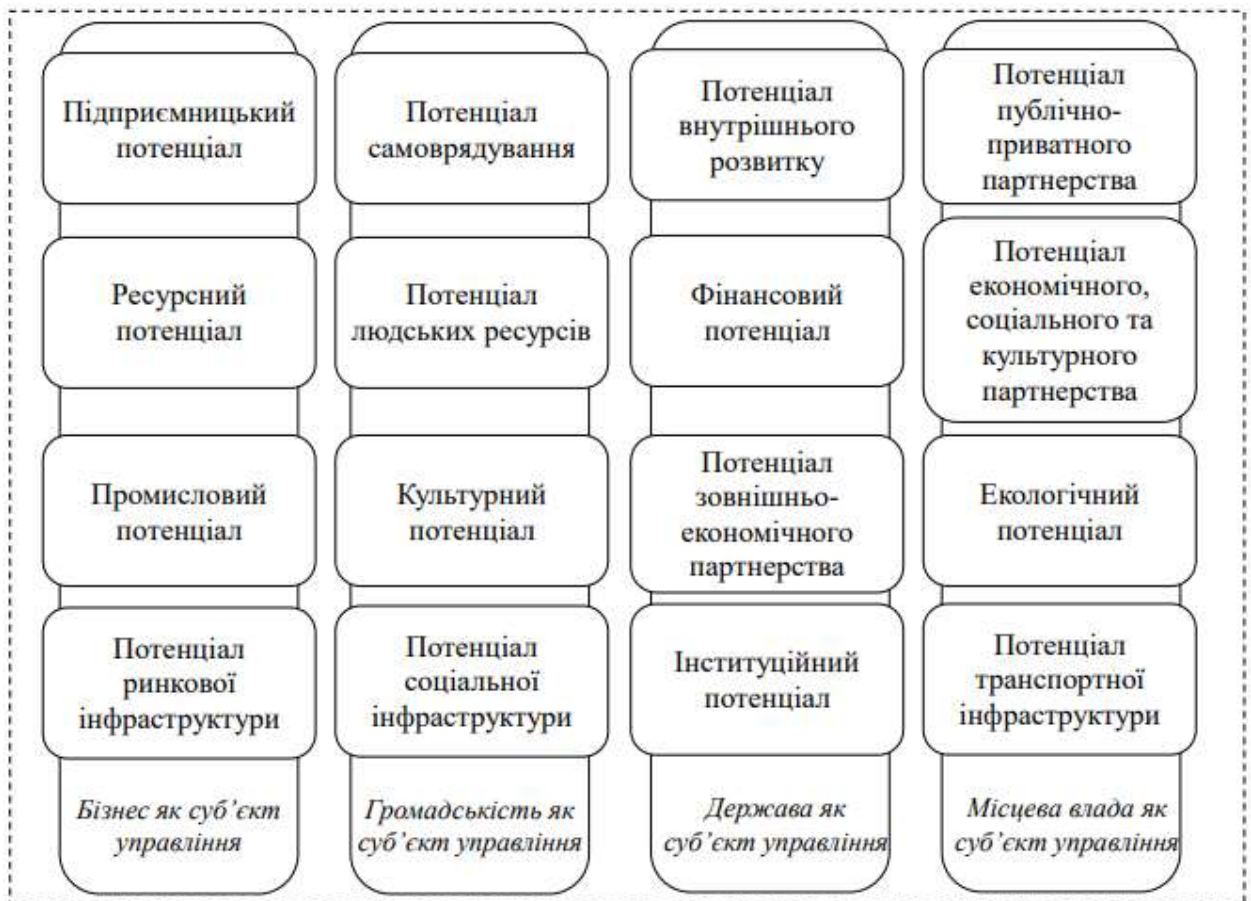 Підприємницький
потенціал
Потенціал
самоврядування
Потенціал
внутрішнього
розвитку
Потенціал
публічно-
приватного
партнерства
Ресурсний
потенціал
Потенціал
людських ресурсів
Фінансовий
потенціал
Потенціал
економічного,
соціального та
культурного
партнерства
Промисловий
потенціал
Культурний
потенціал
Потенціал
зовнішньо-
економічного
партнерства
Екологічний
потенціал
Потенціал
ринкової
інфраструктури
Потенціал
соціальної
інфраструктури
Інституційний
потенціал
Потенціал
транспортної
інфраструктури
Бізнес як суб’єкт
управління
Громадськість як
суб’єкт управління
Держава як
суб’єкт управління
Місцева влада як
суб’єкт управління